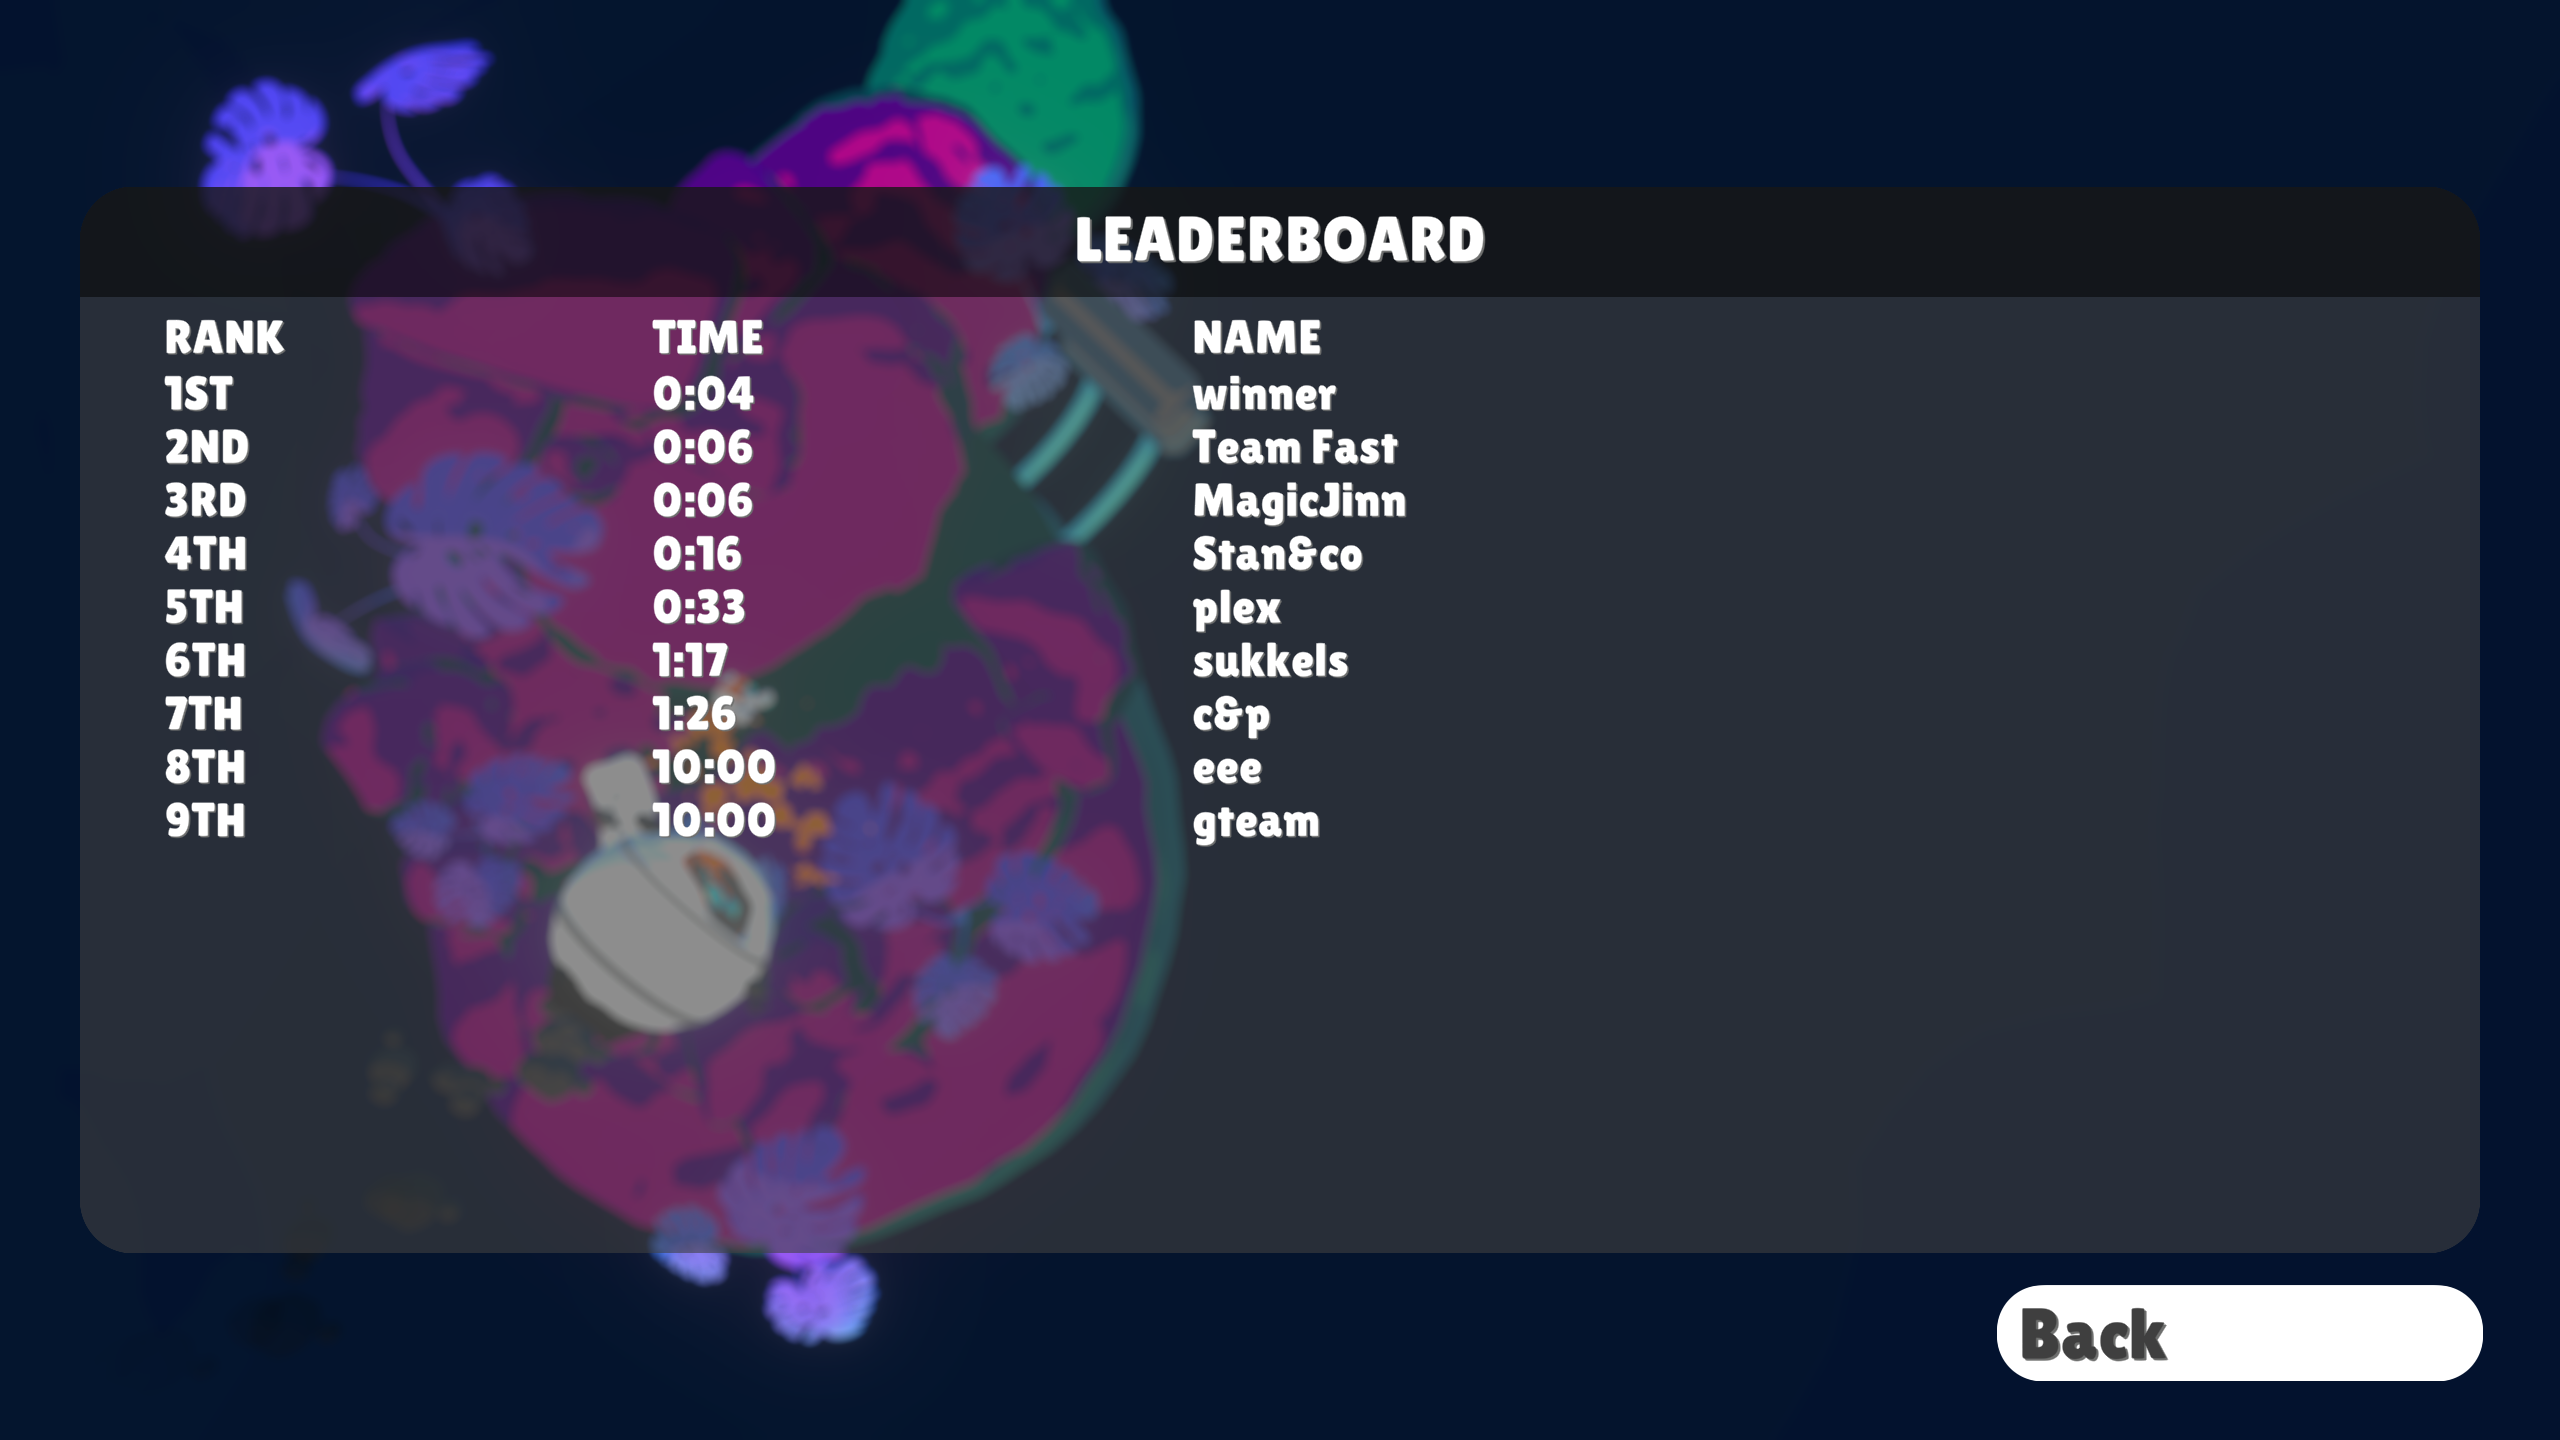 LEADERBOARD
RANK TIME NAME
1ST 0:04 winner
2ND 0:06 Team Fast
3RD 0:06 MagicJinn
4TH 0:16 Stan&co
5TH 0:33 plex
6TH 1:17 sukkels
7TH 1:26 c&p
8TH 10:00 eee
9TH 10:00 gteam
Back